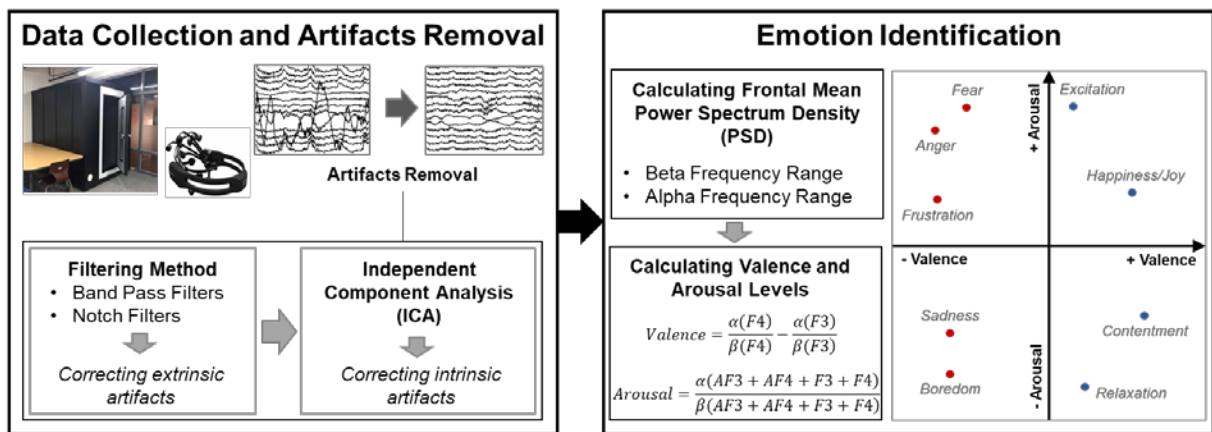 Data Collection and Artifacts Removal
Artifacts Removal
Filtering Method
• Band Pass Filters
• Notch Filters
Correcting extrinsic
artifacts
Independent
Component Analysis
(ICA)
Correcting intrinsic
artifacts
Emotion Identification
Calculating Frontal Mean
Power Spectrum Density
(PSD)
• Beta Frequency Range
• Alpha Frequency Range
Calculating Valence and
Arousal Levels
Valence = α(F4)/β(F4) − α(F3)/β(F3)
Arousal = α(AF3 + AF4 + F3 + F4)/β(AF3 + AF4 + F3 + F4)
+ Arousal
Fear
Excitation
Anger
Happiness/Joy
Frustration
- Valence
+ Valence
Sadness
Contentment
Boredom
Relaxation
- Arousal